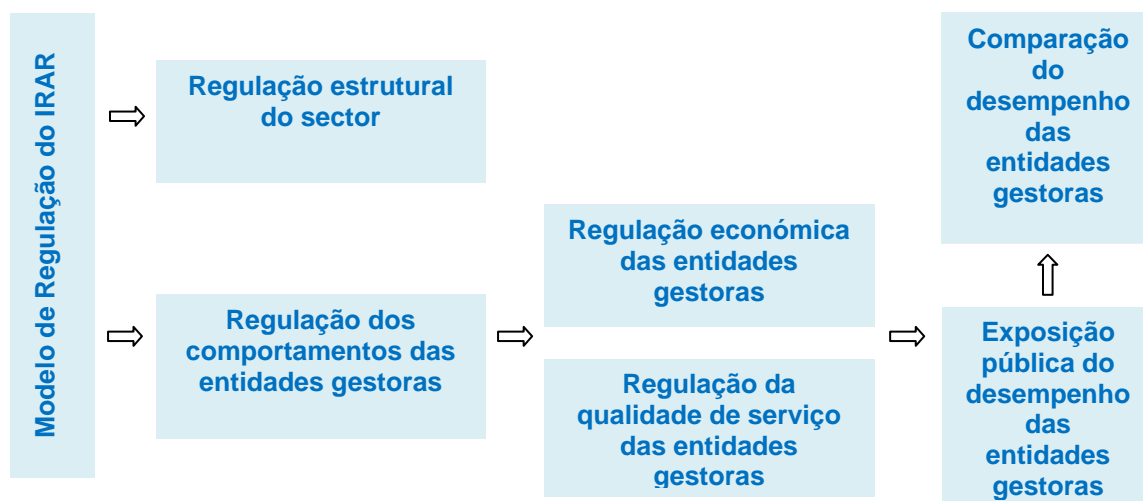 Modelo de Regulação do IRAR
Regulação estrutural
do sector
Regulação dos
comportamentos das
entidades gestoras
Regulação económica
das entidades
gestoras
Regulação da
qualidade de serviço
das entidades
gestoras
Comparação
do
desempenho
das
entidades
gestoras
Exposição
pública do
desempenho
das
entidades
gestoras